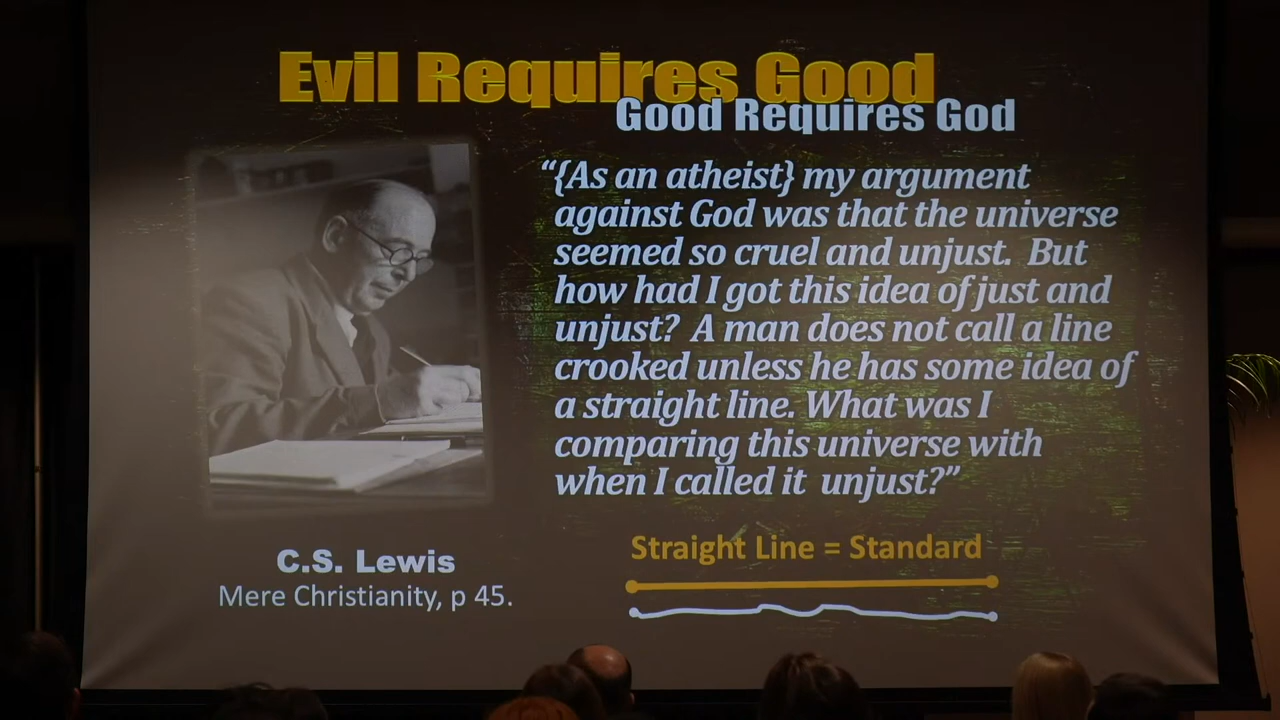 Evil Requires Good
Good Requires God
“{As an atheist} my argument
against God was that the universe
seemed so cruel and unjust. But
how had I got this idea of just and
unjust? A man does not call a line
crooked unless he has some idea of
a straight line. What was I
comparing this universe with
when I called it unjust?”
C.S. Lewis
Mere Christianity, p 45.
Straight Line = Standard